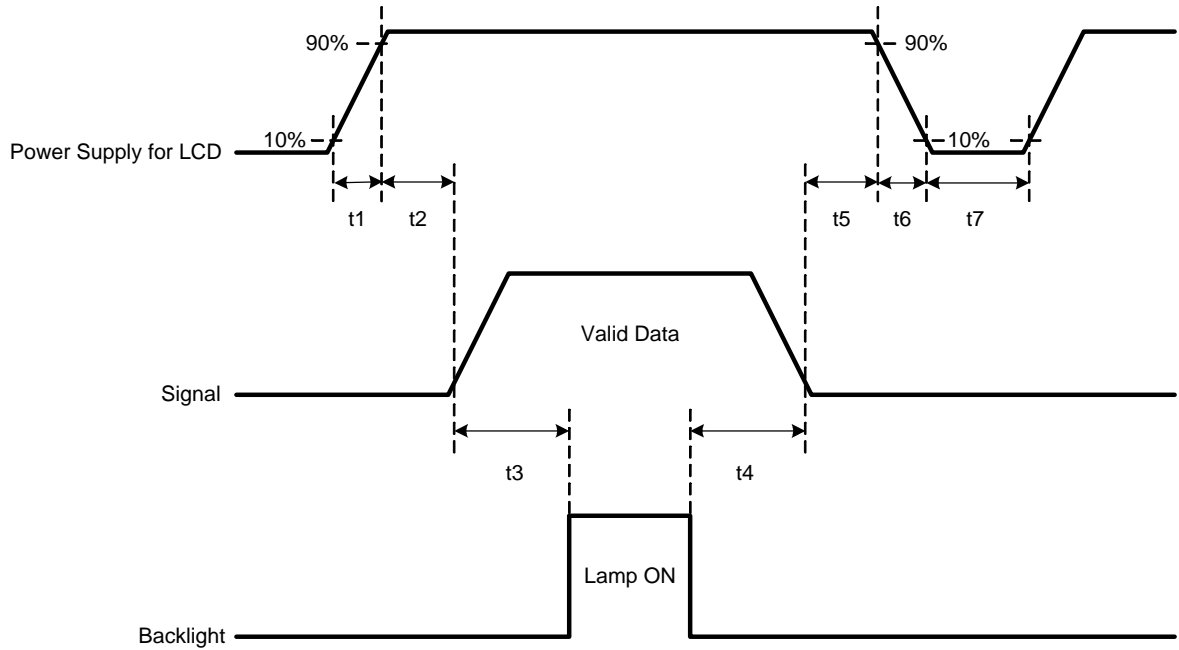 90%
90%
10%
10%
Power Supply for LCD
t1
t2
t5
t6
t7
Valid Data
Signal
t3
t4
Lamp ON
Backlight